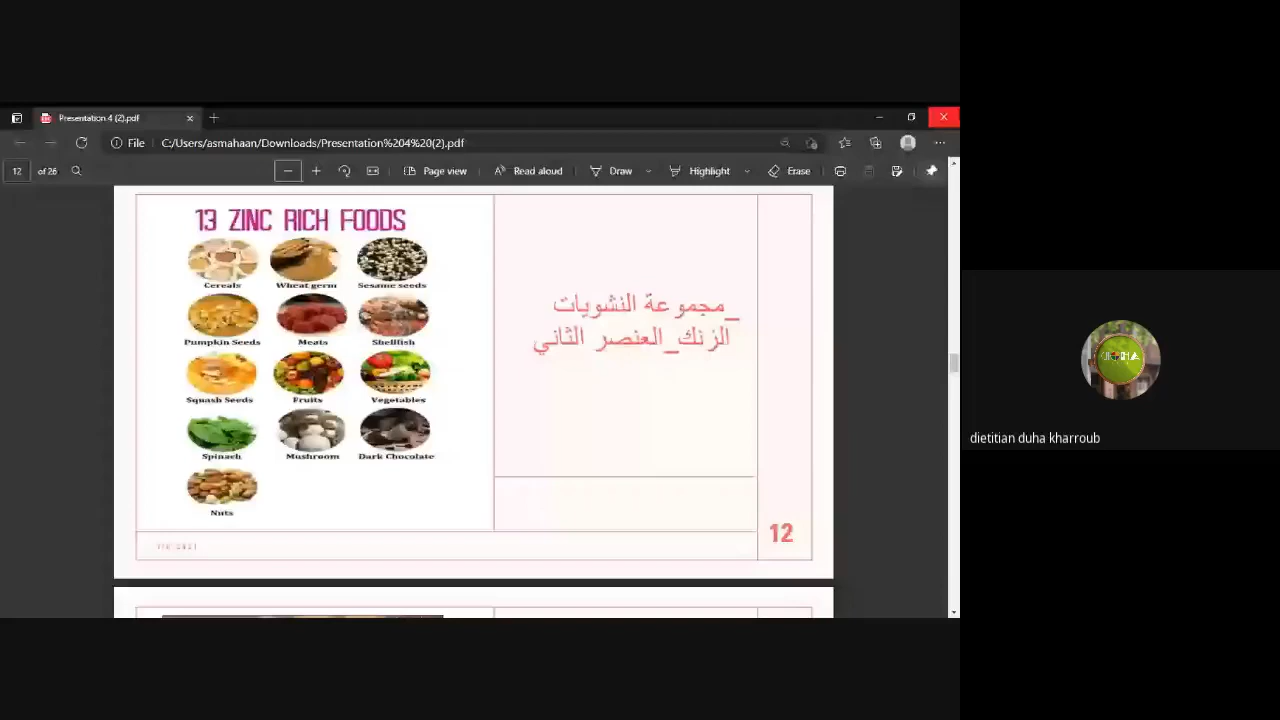 Presentation 4 (2).pdf
File
C:/Users/asmahaan/Downloads/Presentation%204%20(2).pdf
12 of 26
Page view
Read aloud
Draw
Highlight
Erase
13 ZINC RICH FOODS
Cereals Wheat germ Sesame seeds
Pumpkin Seeds Meats Shellfish
Squash Seeds Fruits Vegetables
Spinach Mushroom Dark Chocolate
Nuts
_مجموعة النشويات
الزنك_العنصر الثاني
12
dietitian duha kharroub